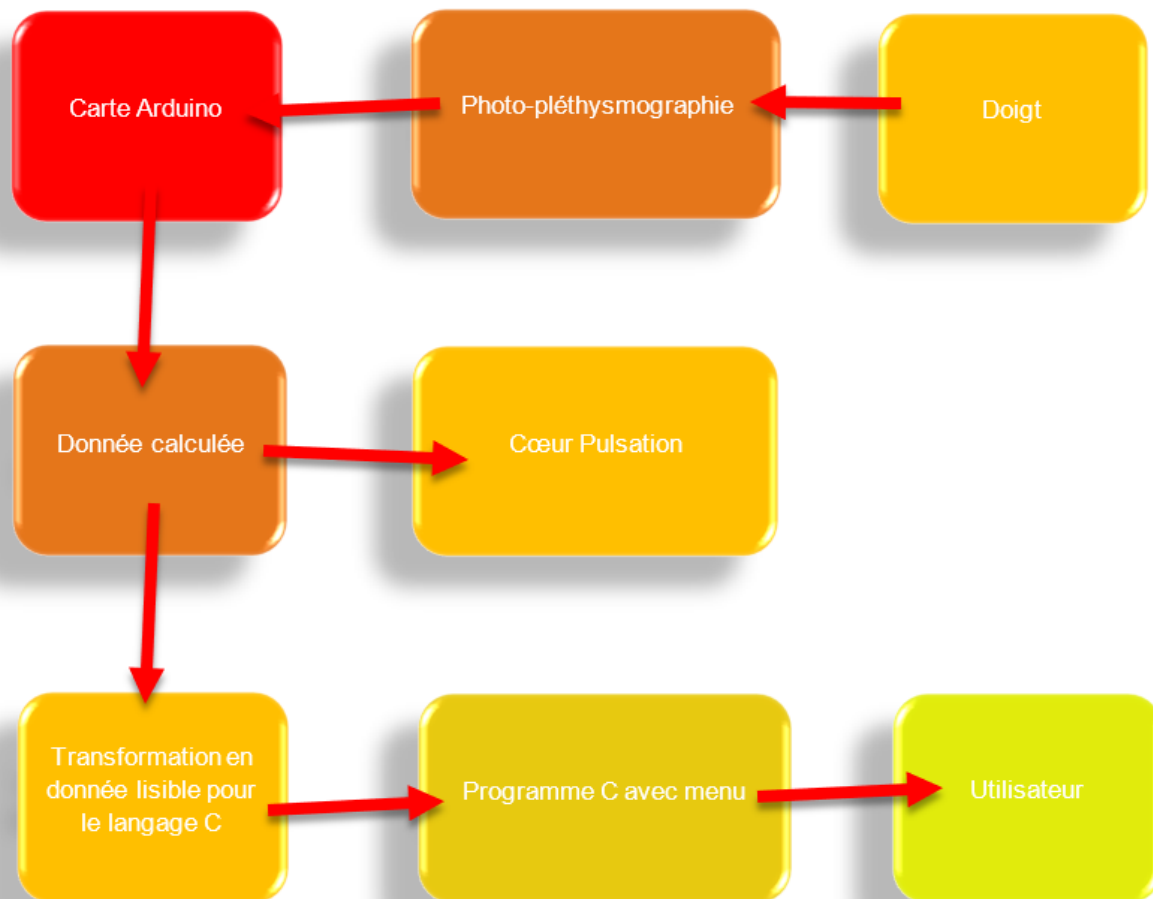 Carte Arduino
Photo-pléthysmographie
Doigt
Donnée calculée
Cœur Pulsation
Transformation en
donnée lisible pour
le langage C
Programme C avec menu
Utilisateur